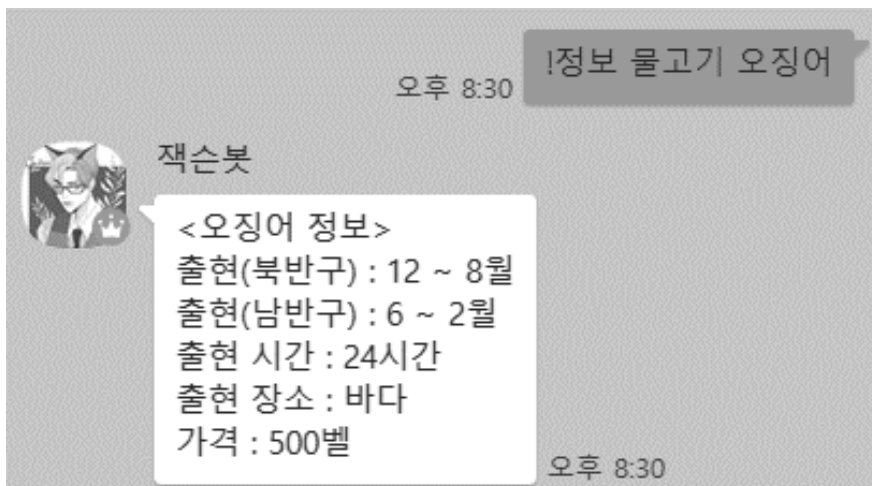 !정보 물고기 오징어
오후 8:30
잭슨봇
<오징어 정보>
출현(북반구) : 12 ~ 8월
출현(남반구) : 6 ~ 2월
출현 시간 : 24시간
출현 장소 : 바다
가격 : 500벨
오후 8:30